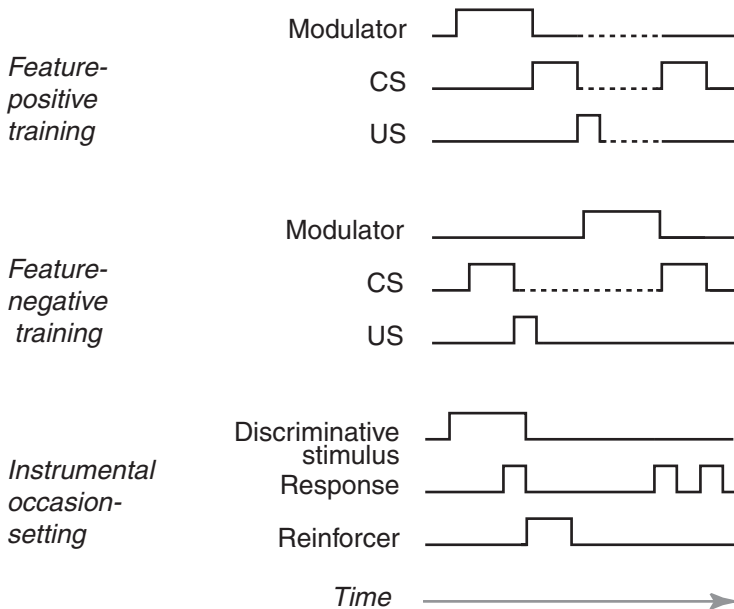 Feature-
positive
training
Modulator
CS
US
Feature-
negative
training
Modulator
CS
US
Instrumental
occasion-
setting
Discriminative
stimulus
Response
Reinforcer
Time